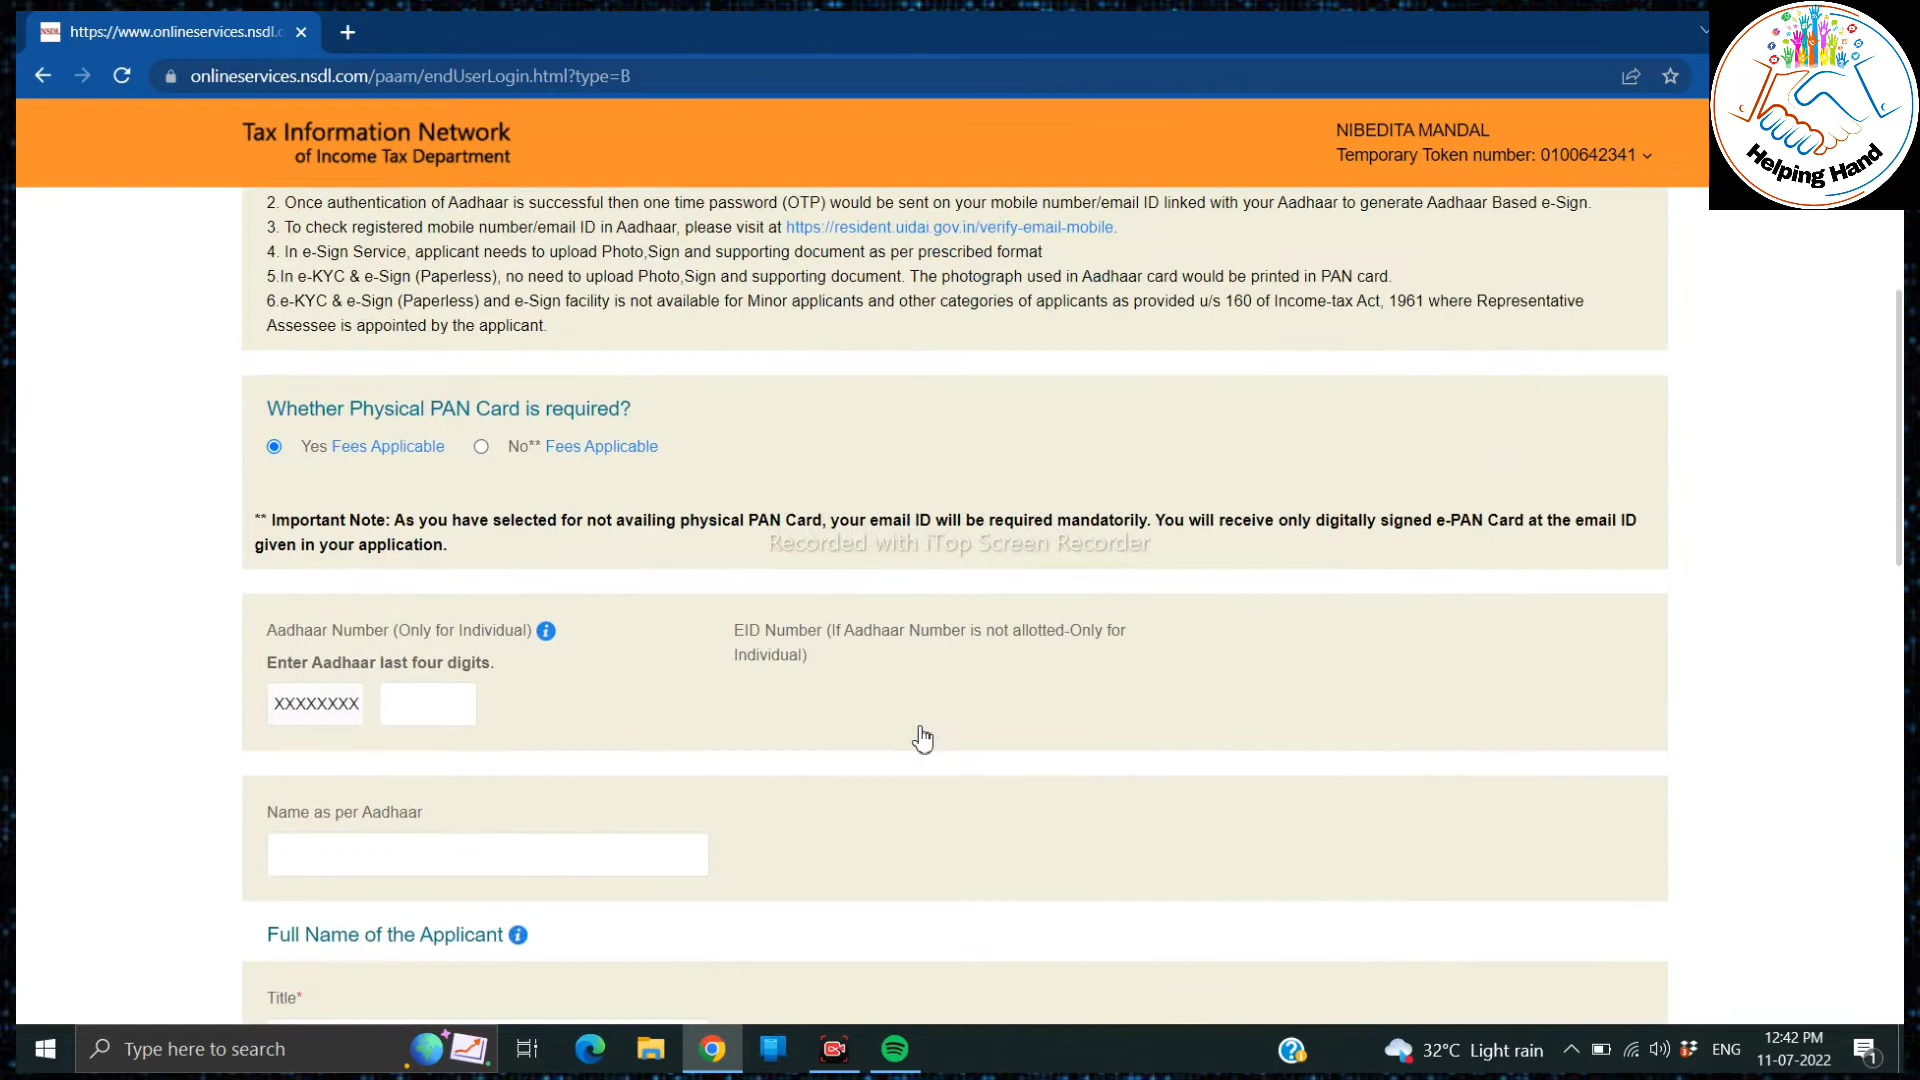 NSDL https://www.onlineservices.nsdl.c
onlineservices.nsdl.com/paam/endUserLogin.html?type=B
Helping Hand
Tax Information Network
of Income Tax Department
NIBEDITA MANDAL
Temporary Token number: 0100642341
2. Once authentication of Aadhaar is successful then one time password (OTP) would be sent on your mobile number/email ID linked with your Aadhaar to generate Aadhaar Based e-Sign.
3. To check registered mobile number/email ID in Aadhaar, please visit at https://resident.uidai.gov.in/verify-email-mobile.
4. In e-Sign Service, applicant needs to upload Photo,Sign and supporting document as per prescribed format
5.In e-KYC & e-Sign (Paperless), no need to upload Photo,Sign and supporting document. The photograph used in Aadhaar card would be printed in PAN card.
6.e-KYC & e-Sign (Paperless) and e-Sign facility is not available for Minor applicants and other categories of applicants as provided u/s 160 of Income-tax Act, 1961 where Representative
Assessee is appointed by the applicant.
Whether Physical PAN Card is required?
Yes Fees Applicable No** Fees Applicable
** Important Note: As you have selected for not availing physical PAN Card, your email ID will be required mandatorily. You will receive only digitally signed e-PAN Card at the email ID
given in your application.
Recorded with iTop Screen Recorder
Aadhaar Number (Only for Individual)
Enter Aadhaar last four digits.
XXXXXXXX
EID Number (If Aadhaar Number is not allotted-Only for
Individual)
Name as per Aadhaar
Full Name of the Applicant
Title*
Type here to search
32°C Light rain
ENG
12:42 PM
11-07-2022
1